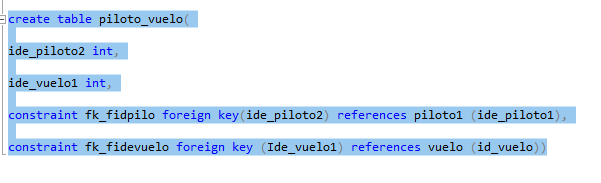 create table piloto_vuelo(
ide_piloto2 int,
ide_vuelo1 int,
constraint fk_fidpilo foreign key(ide_piloto2) references piloto1 (ide_piloto1),
constraint fk_fidevuelo foreign key (Ide_vuelo1) references vuelo (id_vuelo))